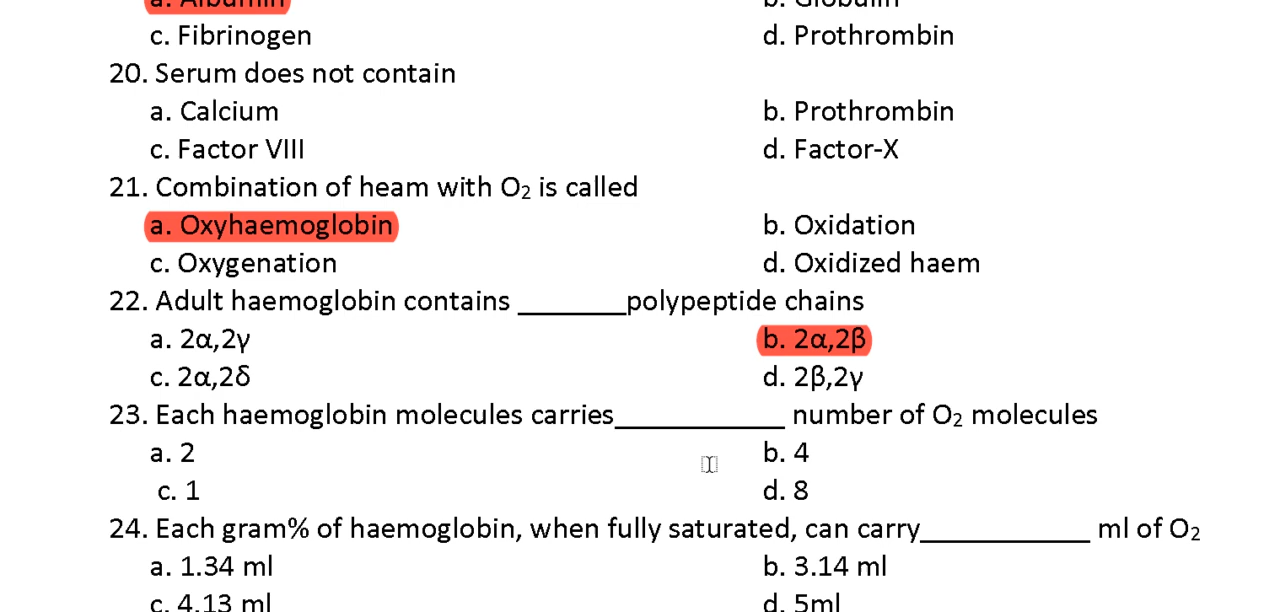 a. Albumin b. Globulin
c. Fibrinogen d. Prothrombin
20. Serum does not contain
a. Calcium b. Prothrombin
c. Factor VIII d. Factor-X
21. Combination of heam with O₂ is called
a. Oxyhaemoglobin b. Oxidation
c. Oxygenation d. Oxidized haem
22. Adult haemoglobin contains _______polypeptide chains
a. 2α,2γ b. 2α,2β
c. 2α,2δ d. 2β,2γ
23. Each haemoglobin molecules carries___________ number of O₂ molecules
a. 2 b. 4
c. 1 d. 8
24. Each gram% of haemoglobin, when fully saturated, can carry___________ ml of O₂
a. 1.34 ml b. 3.14 ml
c. 4.13 ml d. 5ml